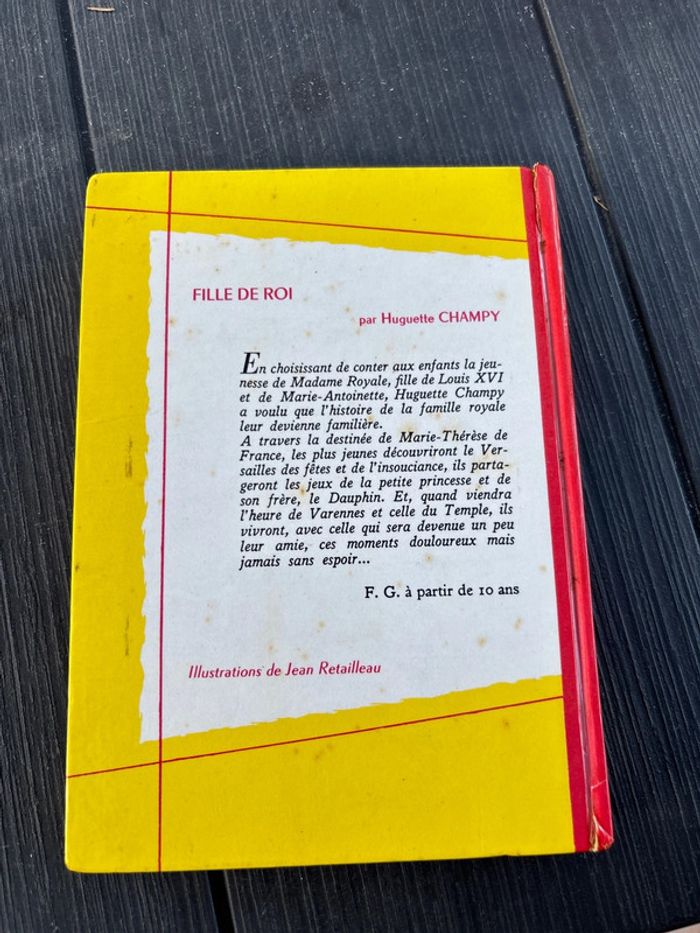 FILLE DE ROI
par Huguette CHAMPY
En choisissant de conter aux enfants la jeu-
nesse de Madame Royale, fille de Louis XVI
et de Marie-Antoinette, Huguette Champy
a voulu que l'histoire de la famille royale
leur devienne familière.
A travers la destinée de Marie-Thérèse de
France, les plus jeunes découvriront le Ver-
sailles des fêtes et de l'insouciance, ils parta-
geront les jeux de la petite princesse et de
son frère, le Dauphin. Et, quand viendra
l'heure de Varennes et celle du Temple, ils
vivront, avec celle qui sera devenue un peu
leur amie, ces moments douloureux mais
jamais sans espoir...
F. G. à partir de 10 ans
Illustrations de Jean Retailleau